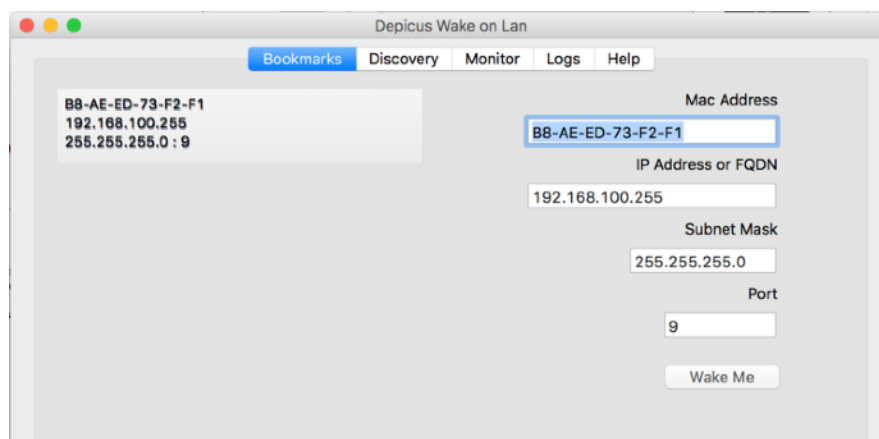 Depicus Wake on Lan
Bookmarks Discovery Monitor Logs Help
B8-AE-ED-73-F2-F1
192.168.100.255
255.255.255.0 : 9
Mac Address
B8-AE-ED-73-F2-F1
IP Address or FQDN
192.168.100.255
Subnet Mask
255.255.255.0
Port
9
Wake Me